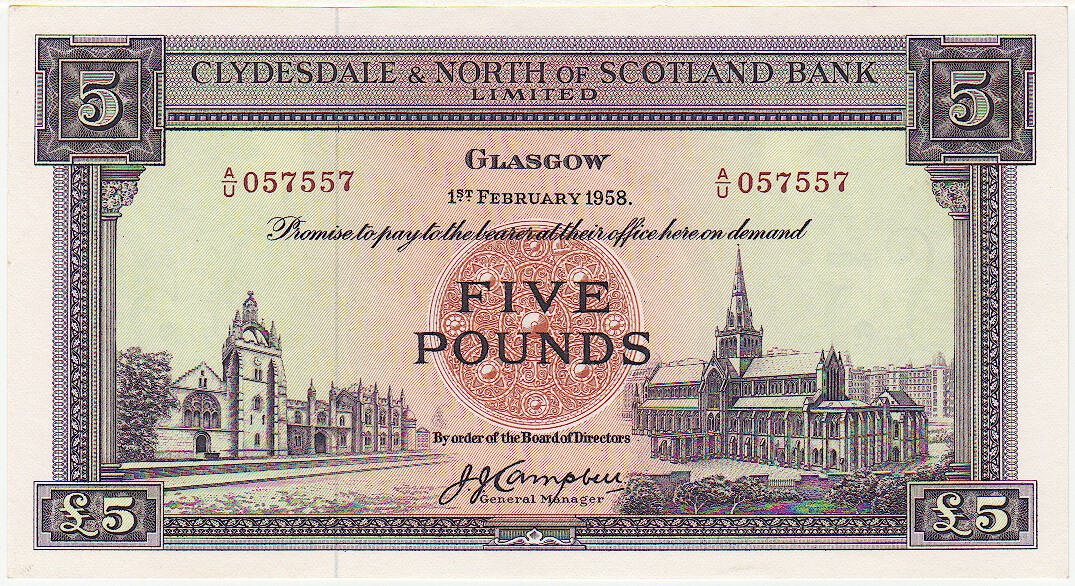 5
5
CLYDESDALE & NORTH OF SCOTLAND BANK
LIMITED
GLASGOW
A/U 057557
A/U 057557
1ST FEBRUARY 1958.
Promise to pay to the bearer at their office here on demand
FIVE
POUNDS
By order of the Board of Directors
J J Campbell
General Manager
£5
£5